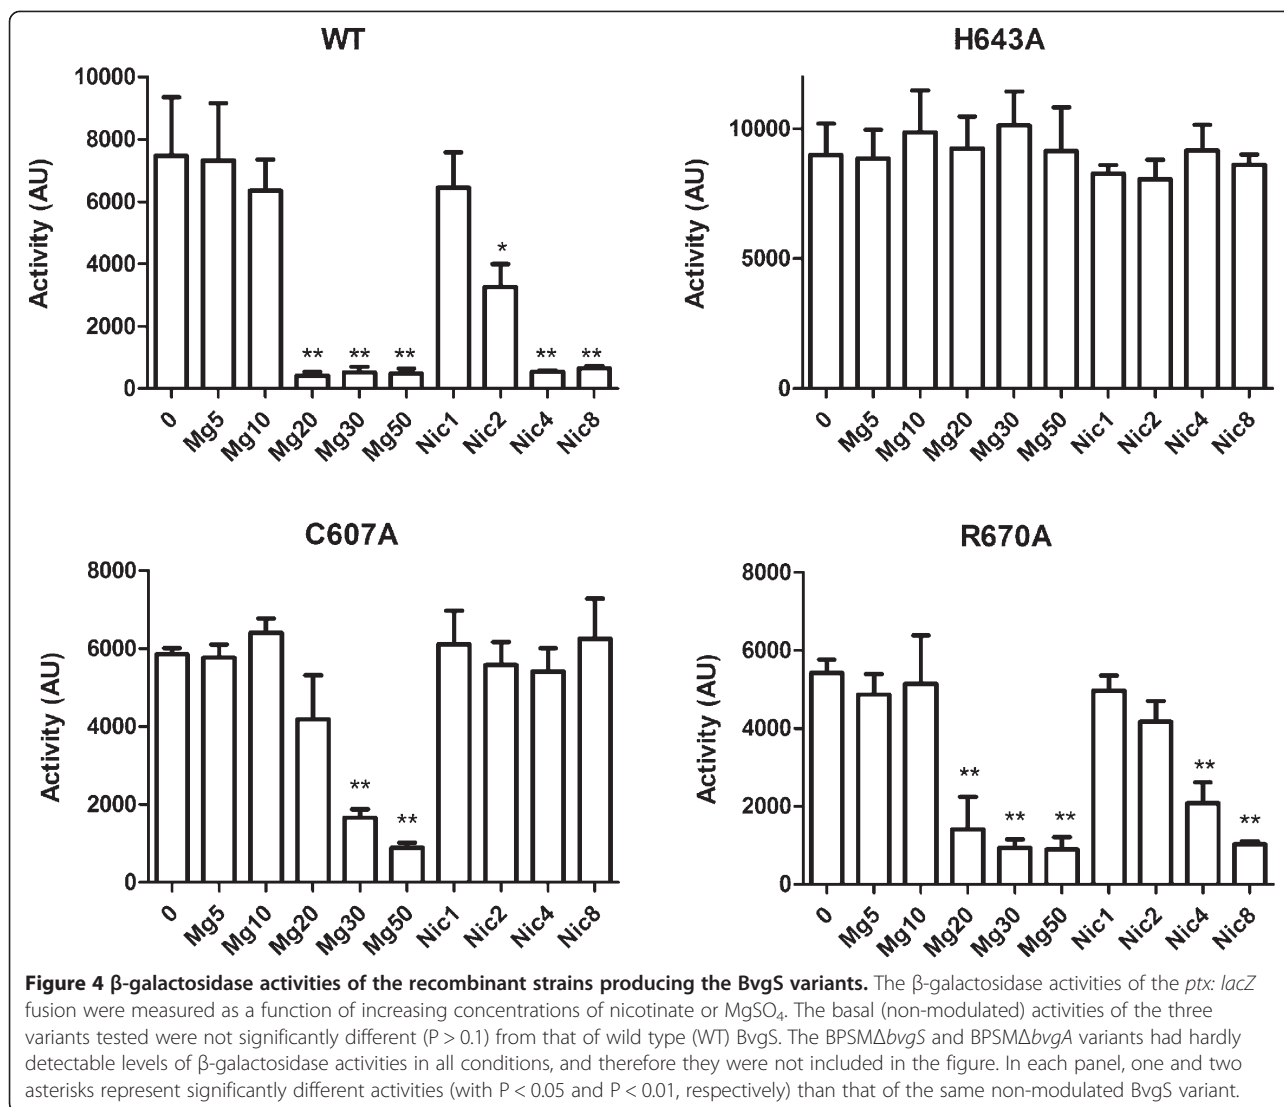 WT
Activity (AU)
10000
8000
6000
4000
2000
0
*
** ** ** ** **
0 Mg5 Mg10 Mg20 Mg30 Mg50 Nic1 Nic2 Nic4 Nic8
H643A
Activity (AU)
10000
5000
0
0 Mg5 Mg10 Mg20 Mg30 Mg50 Nic1 Nic2 Nic4 Nic8
C607A
Activity (AU)
8000
6000
4000
2000
0
**
**
0 Mg5 Mg10 Mg20 Mg30 Mg50 Nic1 Nic2 Nic4 Nic8
R670A
Activity (AU)
8000
6000
4000
2000
0
** ** ** ** **
0 Mg5 Mg10 Mg20 Mg30 Mg50 Nic1 Nic2 Nic4 Nic8
Figure 4 β-galactosidase activities of the recombinant strains producing the BvgS variants. The β-galactosidase activities of the ptx: lacZ
fusion were measured as a function of increasing concentrations of nicotinate or MgSO₄. The basal (non-modulated) activities of the three
variants tested were not significantly different (P > 0.1) from that of wild type (WT) BvgS. The BPSMΔbvgS and BPSMΔbvgA variants had hardly
detectable levels of β-galactosidase activities in all conditions, and therefore they were not included in the figure. In each panel, one and two
asterisks represent significantly different activities (with P < 0.05 and P < 0.01, respectively) than that of the same non-modulated BvgS variant.